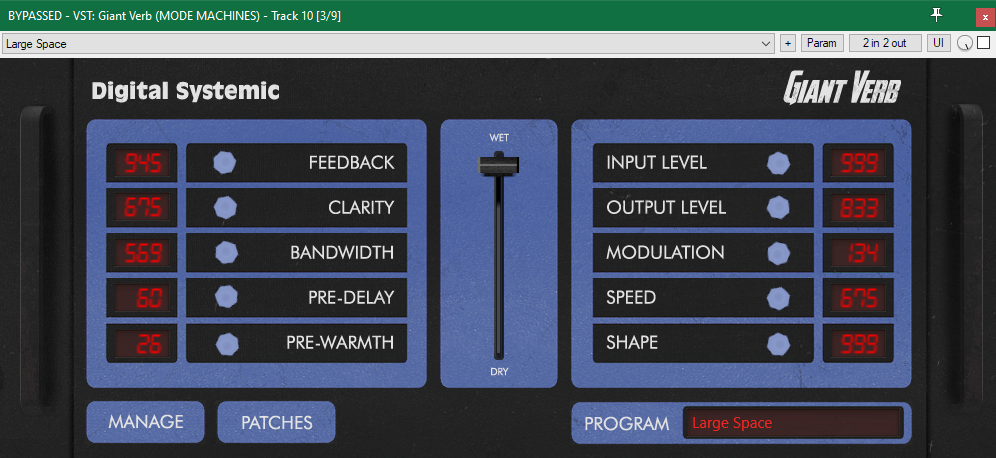 BYPASSED - VST: Giant Verb (MODE MACHINES) - Track 10 [3/9]
x
Large Space
+
Param
2 in 2 out
UI
Digital Systemic
GIANT VERB
945
FEEDBACK
675
CLARITY
569
BANDWIDTH
60
PRE-DELAY
26
PRE-WARMTH
WET
DRY
INPUT LEVEL
999
OUTPUT LEVEL
833
MODULATION
134
SPEED
675
SHAPE
999
MANAGE
PATCHES
PROGRAM
Large Space